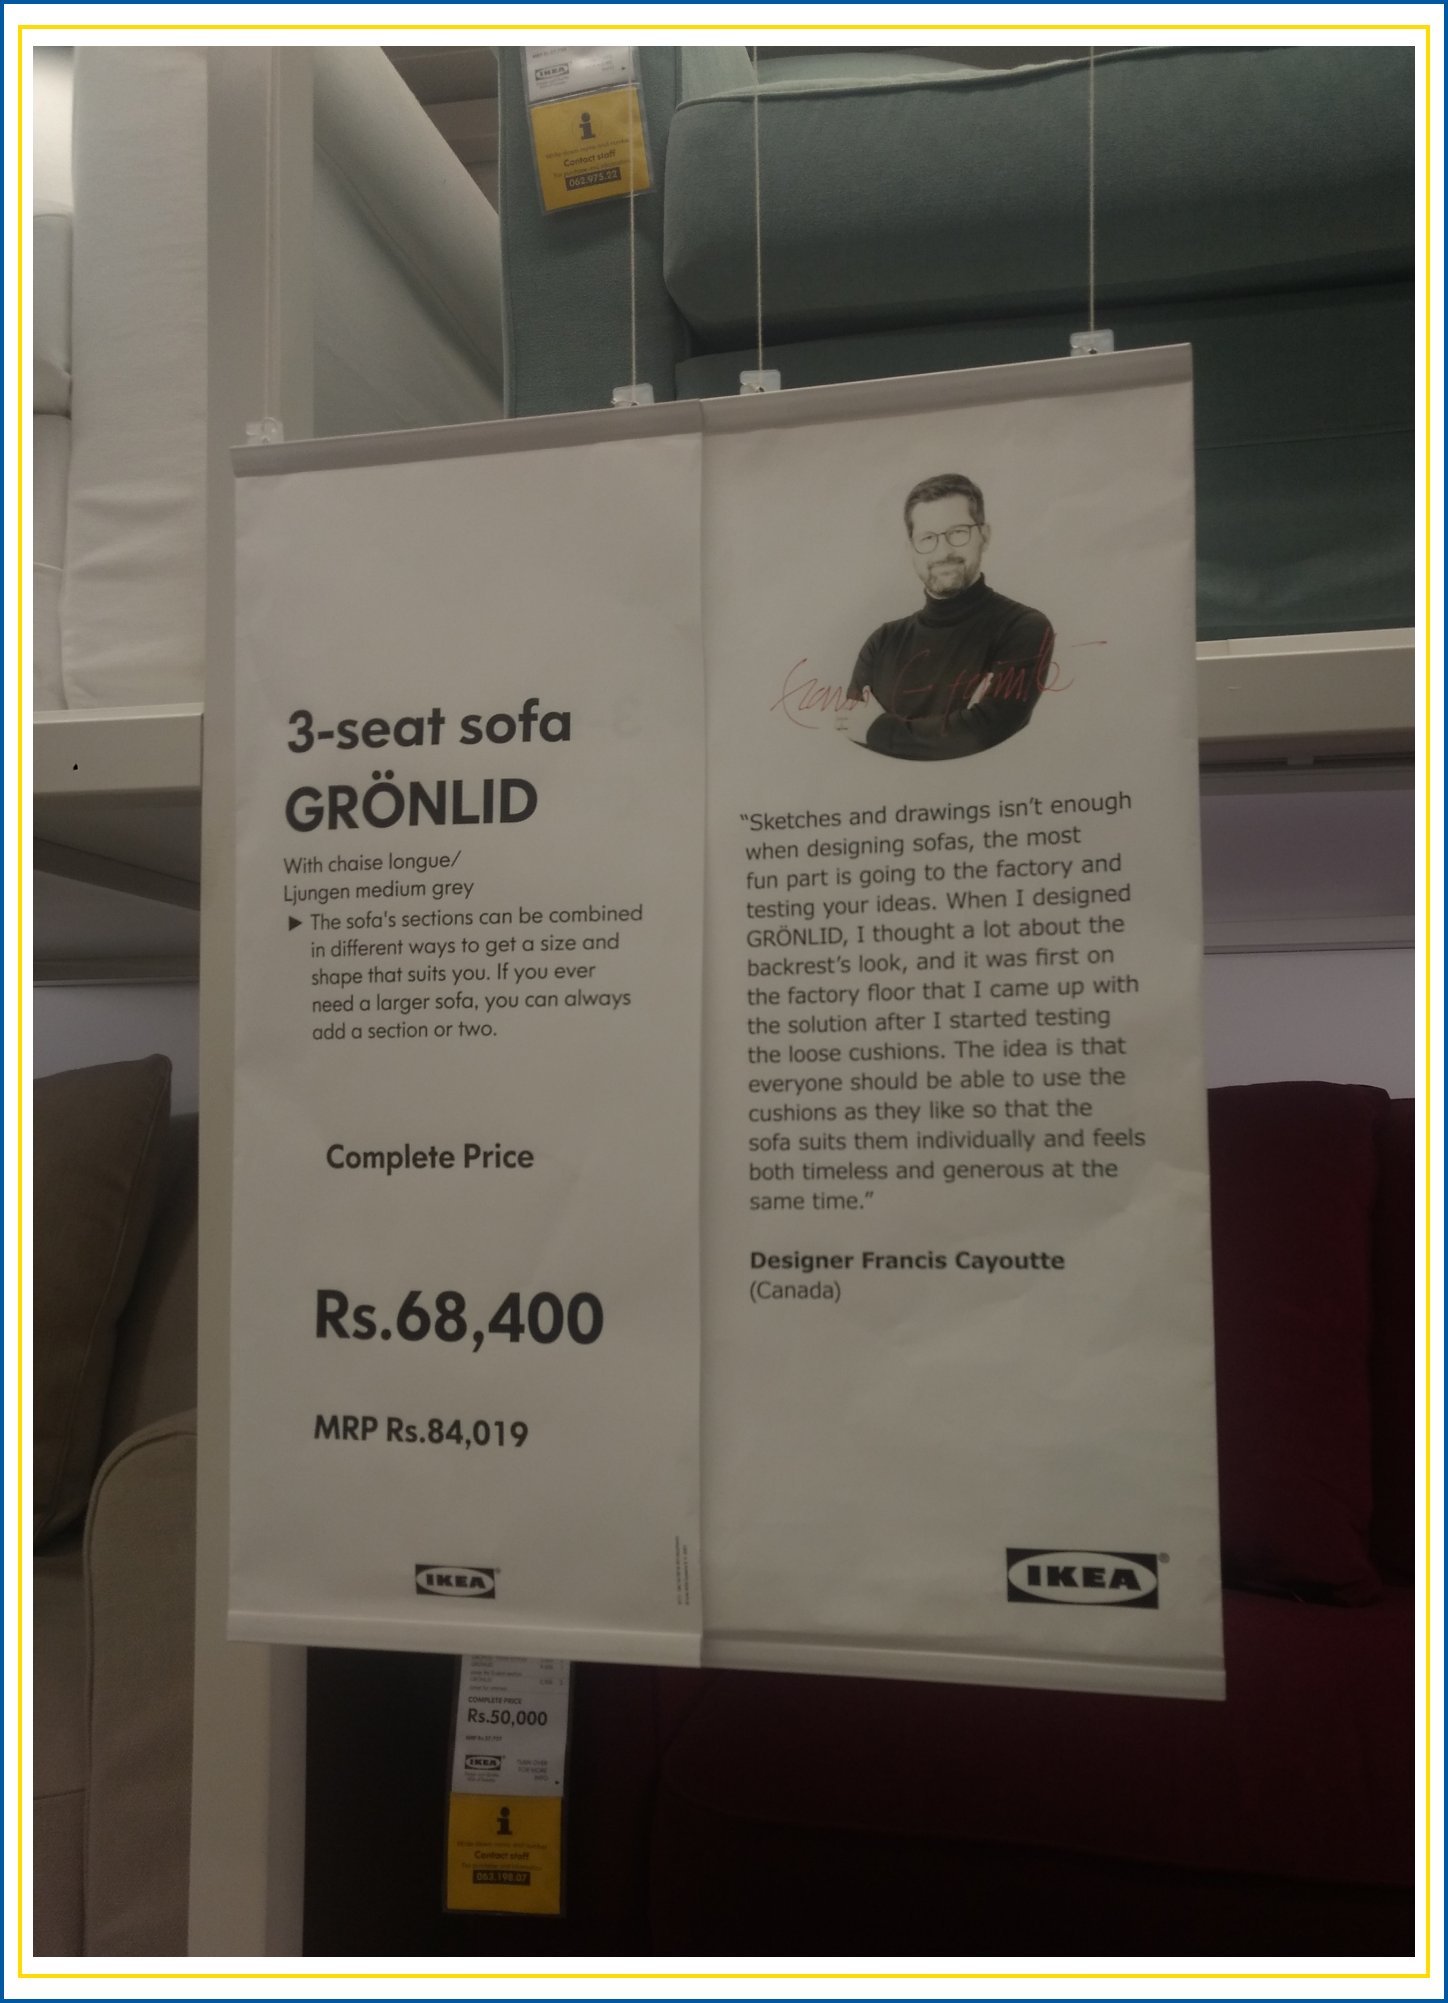 IKEA
i
Contact staff
062.975.22
3-seat sofa
GRÖNLID
With chaise longue/
Ljungen medium grey
▶ The sofa's sections can be combined
in different ways to get a size and
shape that suits you. If you ever
need a larger sofa, you can always
add a section or two.
Complete Price
Rs.68,400
MRP Rs.84,019
IKEA
“Sketches and drawings isn’t enough
when designing sofas, the most
fun part is going to the factory and
testing your ideas. When I designed
GRÖNLID, I thought a lot about the
backrest’s look, and it was first on
the factory floor that I came up with
the solution after I started testing
the loose cushions. The idea is that
everyone should be able to use the
cushions as they like so that the
sofa suits them individually and feels
both timeless and generous at the
same time.”
Designer Francis Cayoutte
(Canada)
IKEA®
COMPLETE PRICE
Rs.50,000
IKEA
TURN OVER
FOR MORE
INFO
i
Contact staff
063.198.07